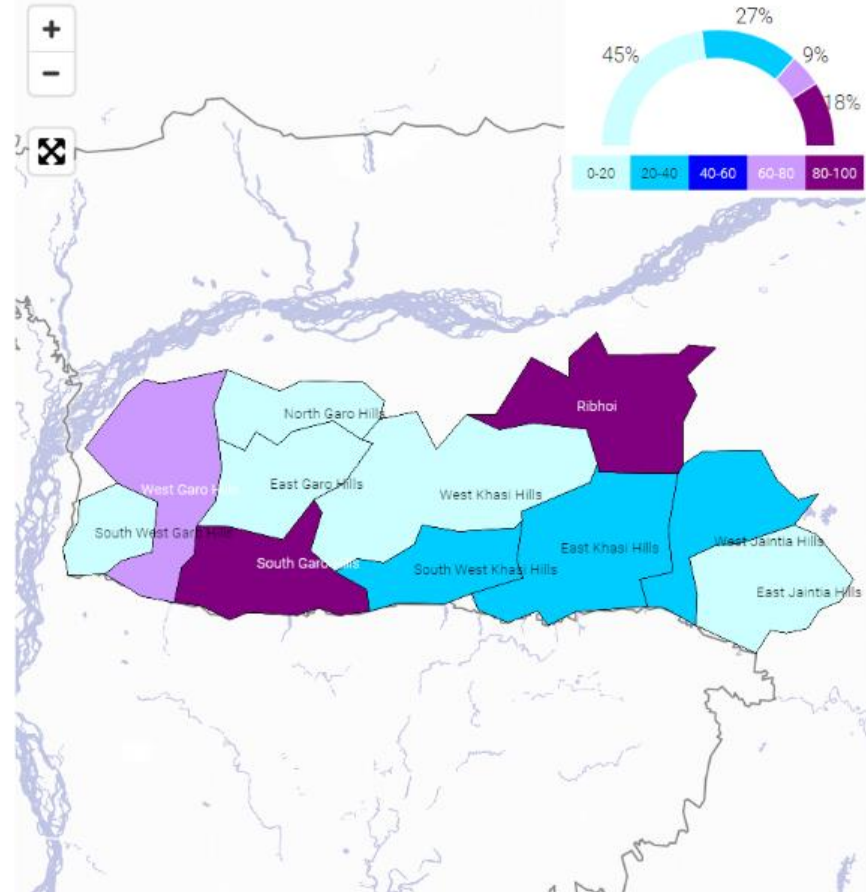 +
−
27%
45%
9%
18%
0-20
20-40
40-60
60-80
80-100
Ribhoi
North Garo Hills
East Garo Hills
West Garo Hills
West Khasi Hills
South West Garo Hills
West Jaintia Hills
East Khasi Hills
South Garo Hills
South West Khasi Hills
East Jaintia Hills